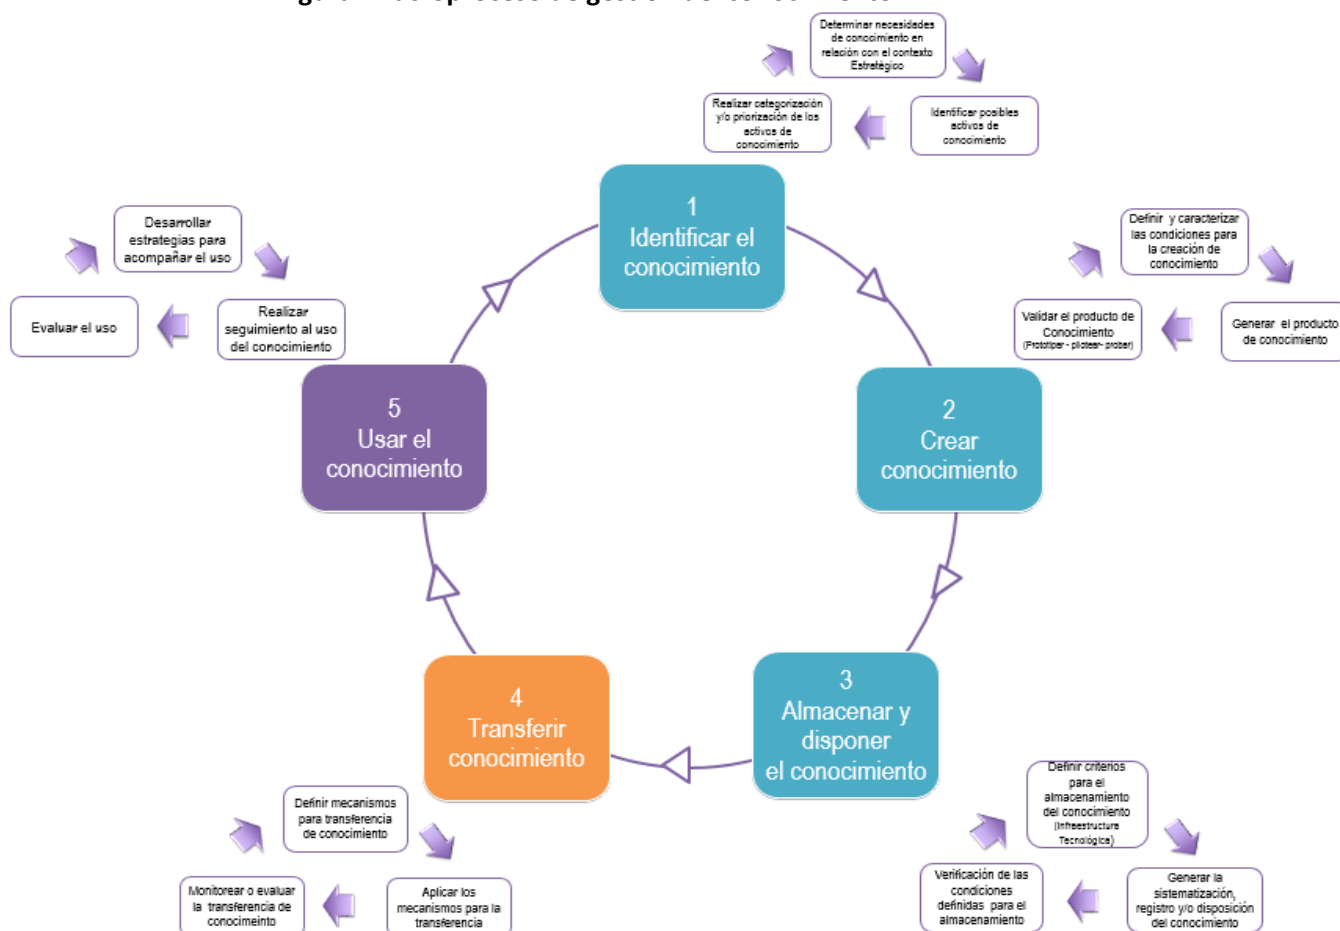 Determinar necesidades
de conocimiento en
relación con el contexto
Estratégico
Realizar categorización
y/o priorización de los
activos de
conocimiento
Identificar posibles
activos de
conocimiento
1
Identificar el
conocimiento
Desarrollar
estrategias para
acompañar el uso
Evaluar el uso
Realizar
seguimiento al uso
del conocimiento
Definir y caracterizar
las condiciones para
la creación de
conocimiento
Validar el producto de
Conocimiento
(Prototipar - pilotear- probar)
Generar el producto
de conocimiento
5
Usar el
conocimiento
2
Crear
conocimiento
4
Transferir
conocimiento
3
Almacenar y
disponer
el conocimiento
Definir mecanismos
para transferencia
de conocimiento
Monitorear o evaluar
la transferencia de
conocimeinto
Aplicar los
mecanismos para la
transferencia
Definir criterios
para el
almacenamiento
del conocimiento
(Infraestructura
Tecnológica)
Verificación de las
condiciones
definidas para el
almacenamiento
Generar la
sistematización,
registro y/o disposición
del conocimiento